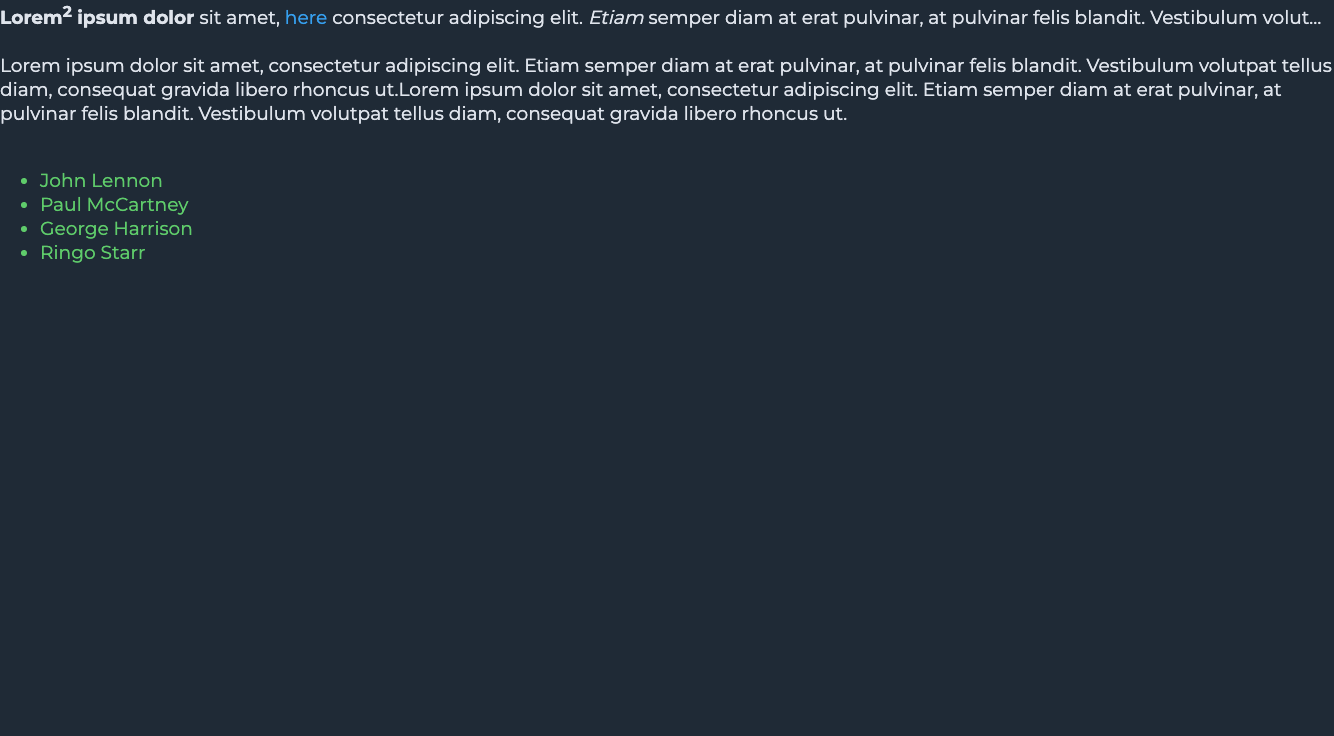 Lorem² ipsum dolor sit amet, here consectetur adipiscing elit. Etiam semper diam at erat pulvinar, at pulvinar felis blandit. Vestibulum volut...
Lorem ipsum dolor sit amet, consectetur adipiscing elit. Etiam semper diam at erat pulvinar, at pulvinar felis blandit. Vestibulum volutpat tellus
diam, consequat gravida libero rhoncus ut.Lorem ipsum dolor sit amet, consectetur adipiscing elit. Etiam semper diam at erat pulvinar, at
pulvinar felis blandit. Vestibulum volutpat tellus diam, consequat gravida libero rhoncus ut.
• John Lennon
• Paul McCartney
• George Harrison
• Ringo Starr